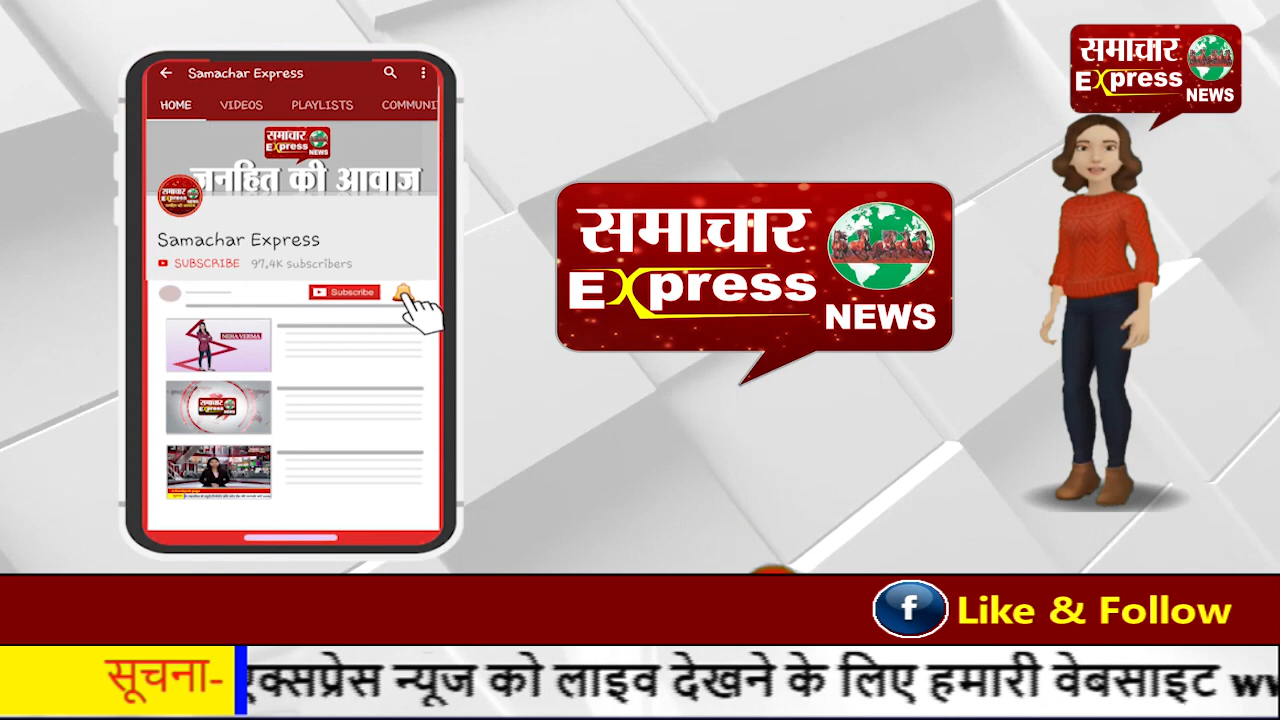 Samachar Express
HOME VIDEOS PLAYLISTS COMMUNI
समाचार
Express
NEWS
जनहित की आवाज
समाचार
Express
Samachar Express
SUBSCRIBE 97.4K subscribers
Subscribe
NEHA VERMA
समाचार
Express
NEWS
समाचार
Express
NEWS
समाचार
Express
NEWS
Like & Follow
सूचना- एक्सप्रेस न्यूज को लाइव देखने के लिए हमारी वेबसाइट